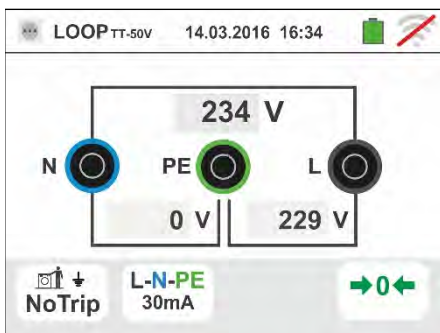 LOOP TT-50V 14.03.2016 16:34
234 V
N PE L
0 V 229 V
NoTrip L-N-PE 30mA ➔0←